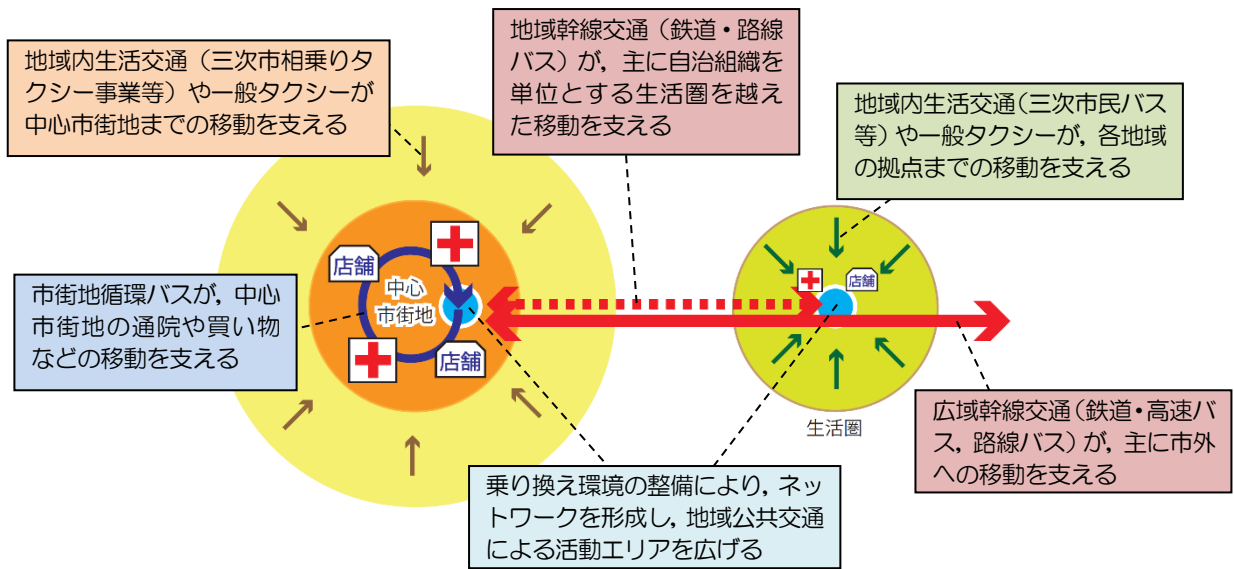 地域内生活交通（三次市相乗りタ
クシー事業等）や一般タクシーが
中心市街地までの移動を支える
地域幹線交通（鉄道・路線
バス）が，主に自治組織を
単位とする生活圏を越え
た移動を支える
地域内生活交通（三次市民バス
等）や一般タクシーが，各地域
の拠点までの移動を支える
市街地循環バスが，中心
市街地の通院や買い物
などの移動を支える
店舗
中心
市街地
店舗
店舗
生活圏
広域幹線交通（鉄道・高速バ
ス，路線バス）が，主に市外
への移動を支える
乗り換え環境の整備により，ネッ
トワークを形成し，地域公共交通
による活動エリアを広げる